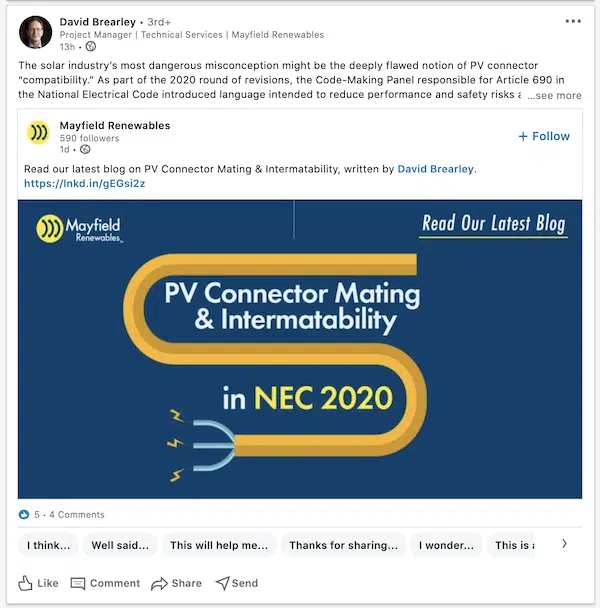 David Brearley • 3rd+
Project Manager | Technical Services | Mayfield Renewables
13h •
The solar industry's most dangerous misconception might be the deeply flawed notion of PV connector
“compatibility.” As part of the 2020 round of revisions, the Code-Making Panel responsible for Article 690 in
the National Electrical Code introduced language intended to reduce performance and safety risks ...see more
Mayfield Renewables
590 followers
1d •
+ Follow
Read our latest blog on PV Connector Mating & Intermatability, written by David Brearley.
https://lnkd.in/gEGsi2z
Mayfield
Renewables
Read Our Latest Blog
PV Connector Mating
& Intermatability
in NEC 2020
5 • 4 Comments
I think... Well said... This will help me... Thanks for sharing... I wonder... This is
Like Comment Share Send